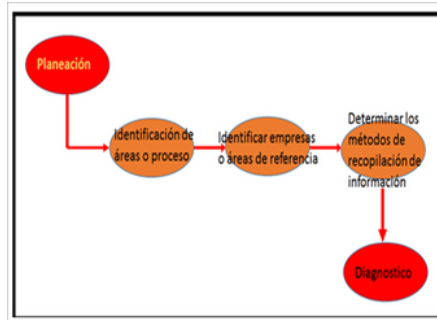 Planeación
Identificación de
áreas o proceso
Identificar empresas
o áreas de referencia
Determinar los
métodos de
recopilación de
información
Diagnostico